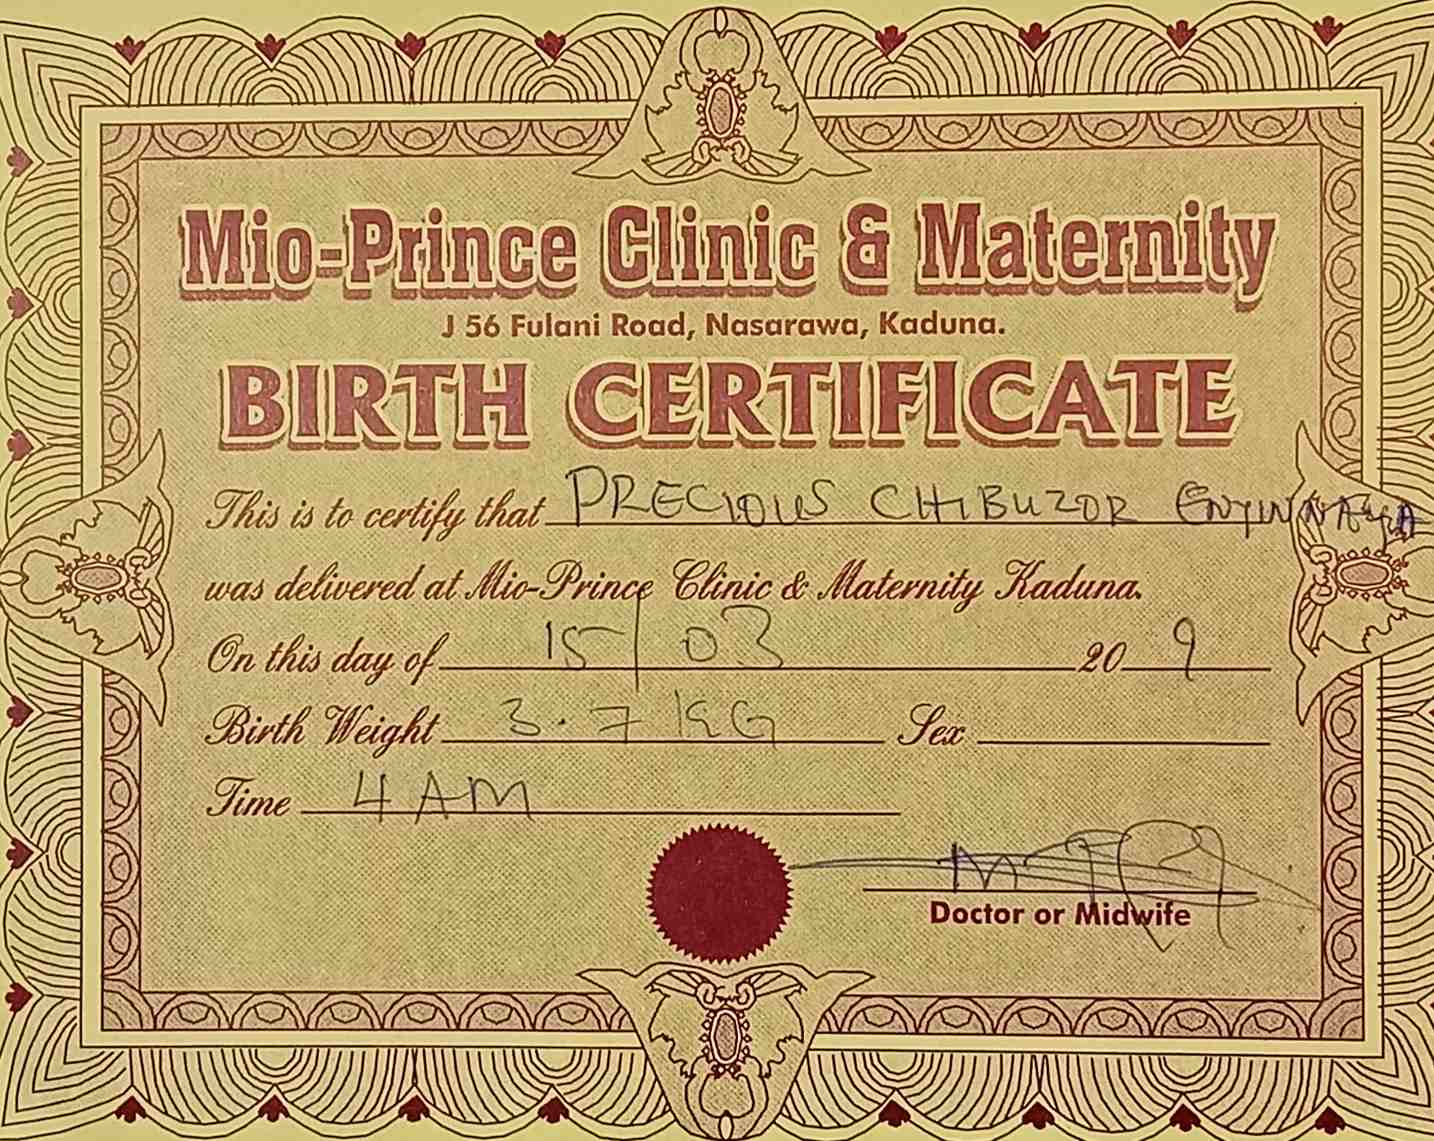 Mio-Prince Clinic & Maternity
J 56 Fulani Road, Nasarawa, Kaduna.
BIRTH CERTIFICATE
This is to certify that PRECIOUS CHIBUZOR ENYINNAYA
was delivered at Mio-Prince Clinic & Maternity Kaduna.
On this day of 15/03 20 9
Birth Weight 3.7KG Sex
Time 4AM
Doctor or Midwife